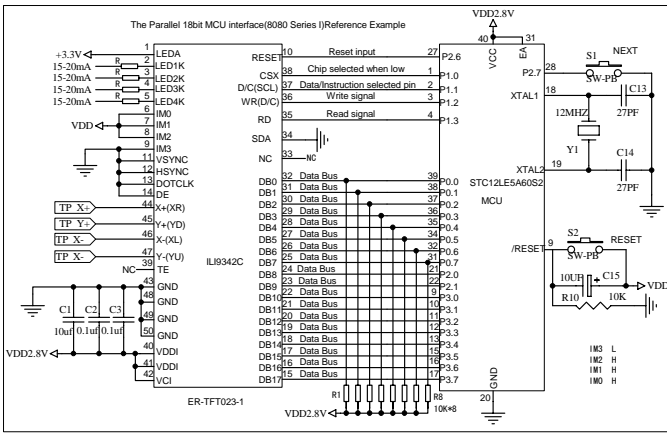 The Parallel 18bit MCU interface(8080 Series I)Reference Example
VDD2.8V
40 31
VCC EA
+3.3V 1 LEDA
15-20mA R 2 LED1K
15-20mA R 3 LED2K
15-20mA R 4 LED3K
15-20mA R 5 LED4K
6 IM0
VDD 7 IM1
8 IM2
9 IM3
11 VSYNC
12 HSYNC
13 DOTCLK
14 DE
TP X+ 44 X+(XR)
TP Y+ 45 Y+(YD)
TP X- 46 X-(XL)
TP X- 47 Y-(YU)
NC 39 TE
43 GND
48 GND
49 GND
50 GND
C1 C2 C3
10uf 0.1uf 0.1uf
VDD2.8V 40 VDDI
41 VDDI
42 VCI
ILI9342C
ER-TFT023-1
RESET 10 Reset input 27 P2.6
CSX 38 Chip selected when low 1 P1.0
D/C(SCL) 37 Data/Instruction selected pin 2 P1.1
WR(D/C) 36 Write signal 3 P1.2
RD 35 Read signal 4 P1.3
SDA 34
NC 33 NC
DB0 32 Data Bus 39 P0.0
DB1 31 Data Bus 38 P0.1
DB2 30 Data Bus 37 P0.2
DB3 29 Data Bus 36 P0.3
DB4 28 Data Bus 35 P0.4
DB5 27 Data Bus 34 P0.5
DB6 26 Data Bus 32 P0.6
DB7 25 Data Bus 31 P0.7
DB8 24 Data Bus 21 P2.0
DB9 23 Data Bus 22 P2.1
DB10 22 Data Bus 9 P3.0
DB11 21 Data Bus 10 P3.1
DB12 20 Data Bus 11 P3.2
DB13 19 Data Bus 12 P3.3
DB14 18 Data Bus 13 P3.4
DB15 17 Data Bus 15 P3.5
DB16 16 Data Bus 16 P3.6
DB17 15 Data Bus 17 P3.7
R1 R8
VDD2.8V 10K*8
STC12LE5A60S2
MCU
GND
20
P2.7 28 S1 NEXT
SW-PB
XTAL1 18 C13
12MHZ 27PF
Y1
XTAL2 19 C14
27PF
/RESET 9 S2 RESET
SW-PB
10UF C15 VDD
R10 10K
IM3 L
IM2 H
IM1 H
IM0 H